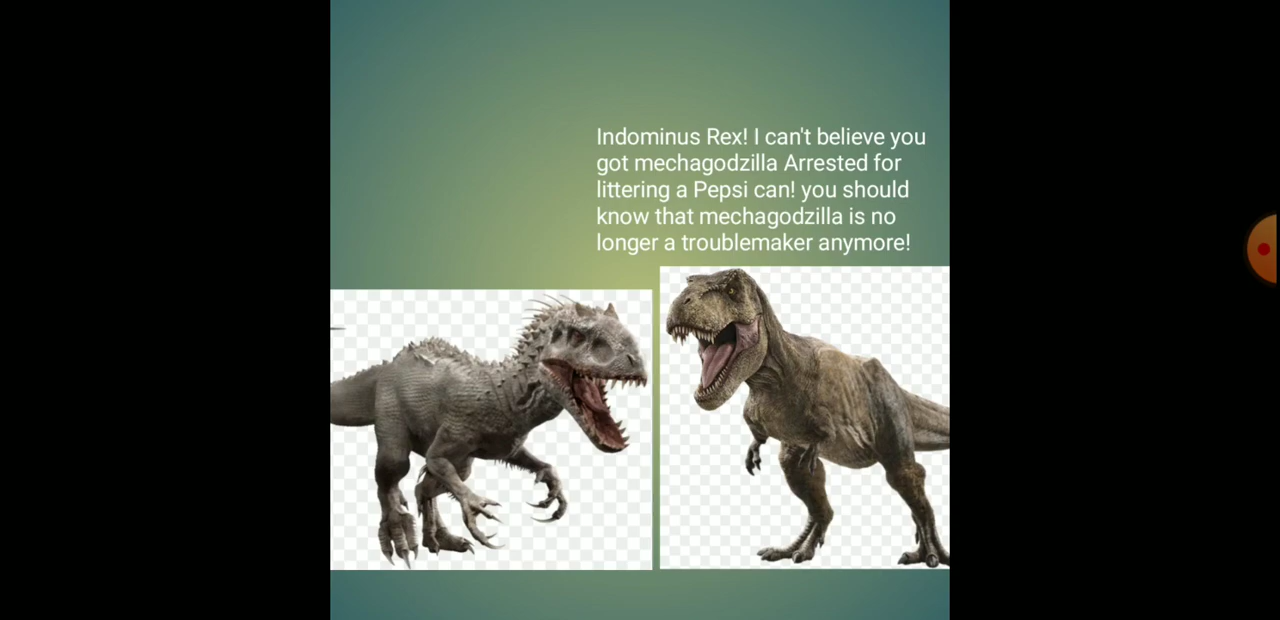 Indominus Rex! I can't believe you
got mechagodzilla Arrested for
littering a Pepsi can! you should
know that mechagodzilla is no
longer a troublemaker anymore!